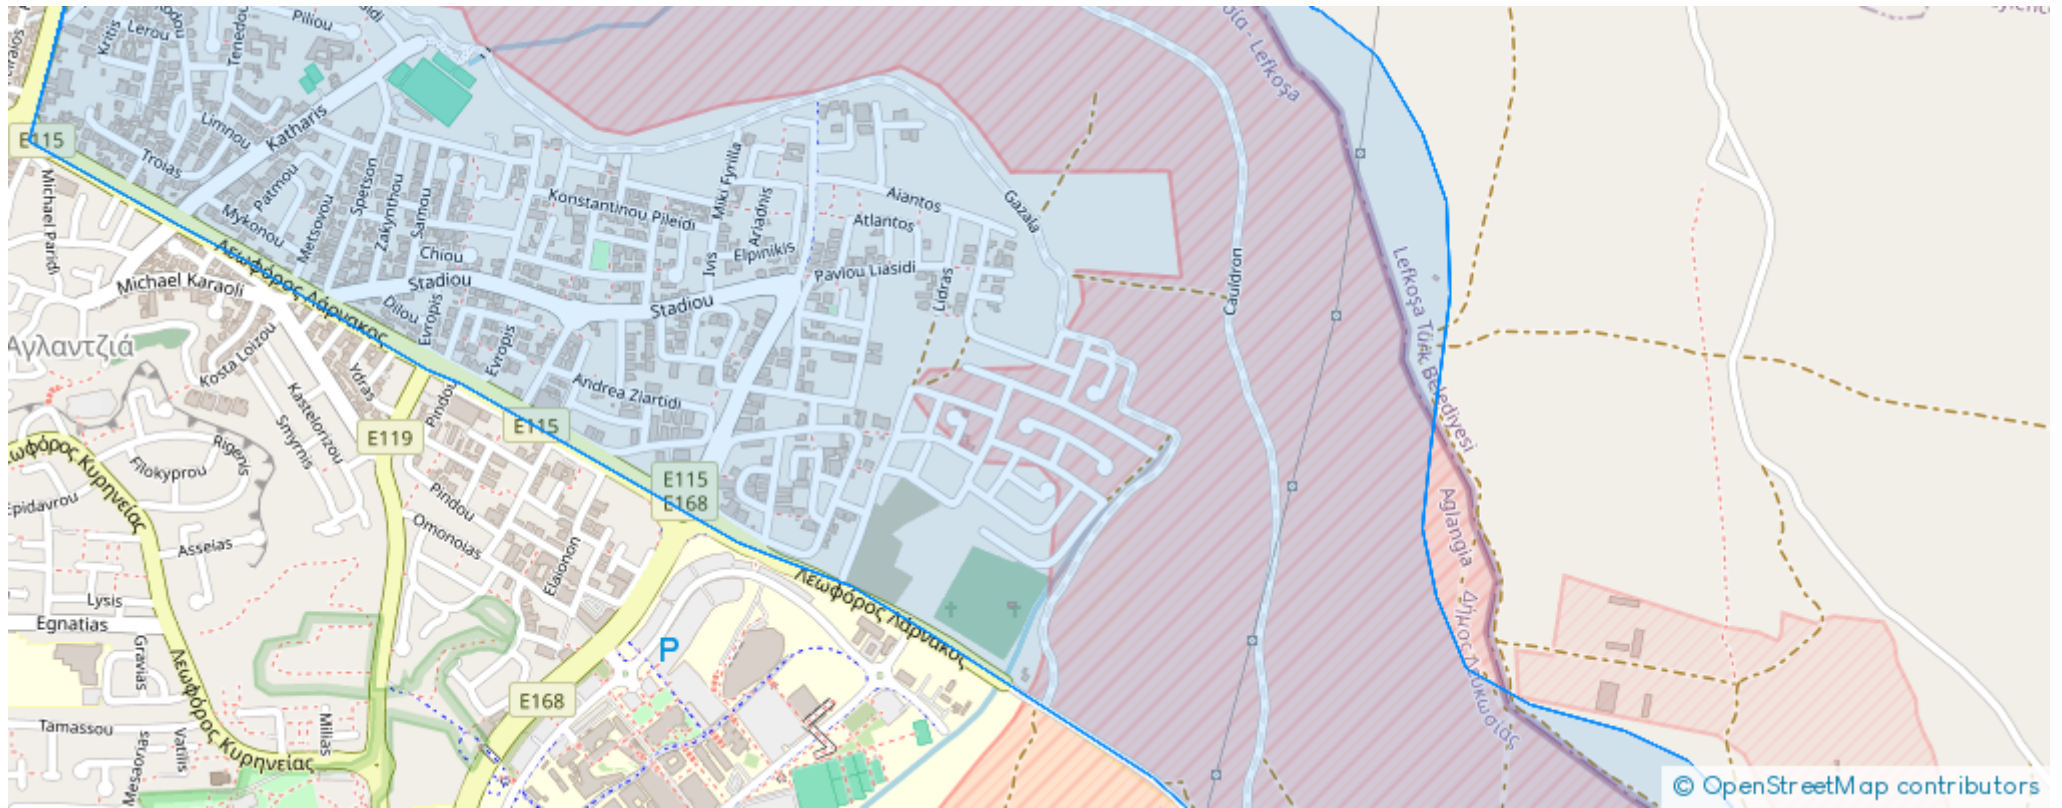 Kritis
Lerou
Rodou
Tenedou
Piliou
E115
Limnou
Katharis
Troias
Patmou
Mykonou
Metsovou
Spetson
Zakynthou
Samou
Chiou
Michael Paridi
Michael Karaoli
Λεωφόρος Λάρνακος
Stadiou
Stadiou
Dilou
Evropis
Evropis
Konstantinou Pileidi
Miki Fyrilla
Ivis
Ariadnis
Elpinikis
Aiantos
Atlantos
Pavlou Liasidi
Lidras
Gazala
Cauldron
Lefkoşa
Lefkoşa Türk Belediyesi
Αγλαντζιά
Kosta Loizou
Ydras
Kastelorizou
Smyrnis
Pindou
E119
E115
Andrea Ziartidi
E115
E168
Rigenis
Filokyprou
Epidavrou
Λεωφόρος Κυρηνείας
Asseias
Pindou
Omonoias
Elaionon
Lysis
Egnatias
Gravias
Λεωφόρος Λάρνακος
Aglangia
Δήμος Λευκωσίας
P
E168
Tamassou
Vatilis
Milias
Mesaorias
Λεωφόρος Κυρηνείας
© OpenStreetMap contributors